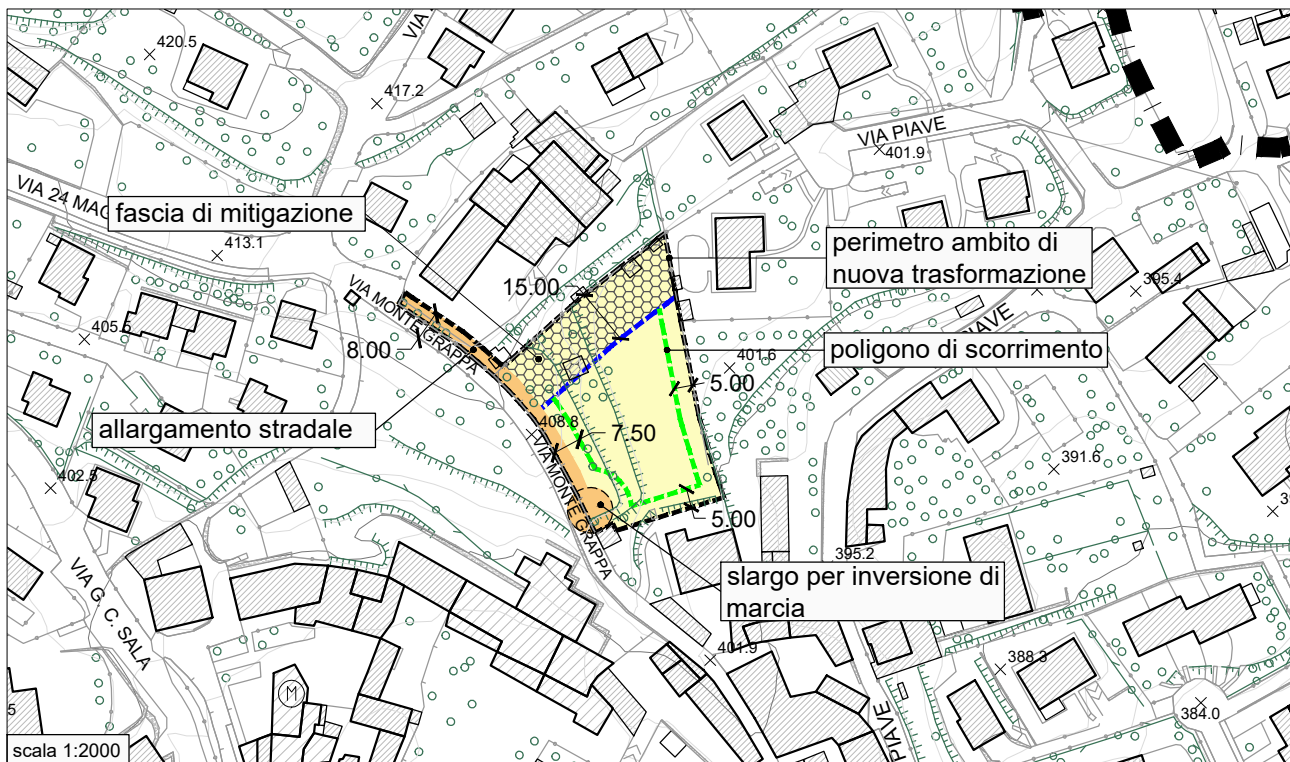 420.5
417.2
VIA
VIA PIAVE
401.9
VIA 24 MAG
fascia di mitigazione
413.1
perimetro ambito di
nuova trasformazione
395.4
VIA MONTE GRAPPA
15.00
PIAVE
405.5
8.00
poligono di scorrimento
401.6
5.00
allargamento stradale
408.8
7.50
VIA MONTE GRAPPA
402.5
391.6
5.00
395.2
slargo per inversione di
marcia
VIA G. C. SALA
401.9
388.3
M
384.0
PIAVE
5
scala 1:2000